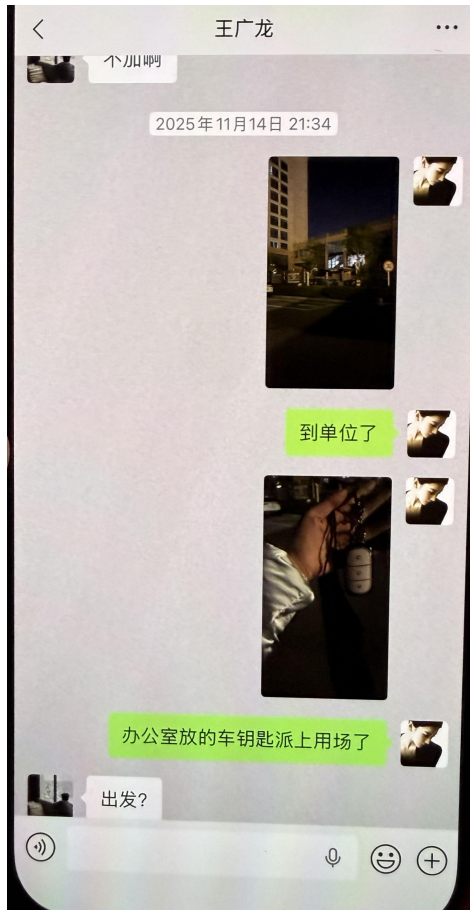 王广龙
不加啊
2025年11月14日 21:34
到单位了
办公室放的车钥匙派上用场了
出发?